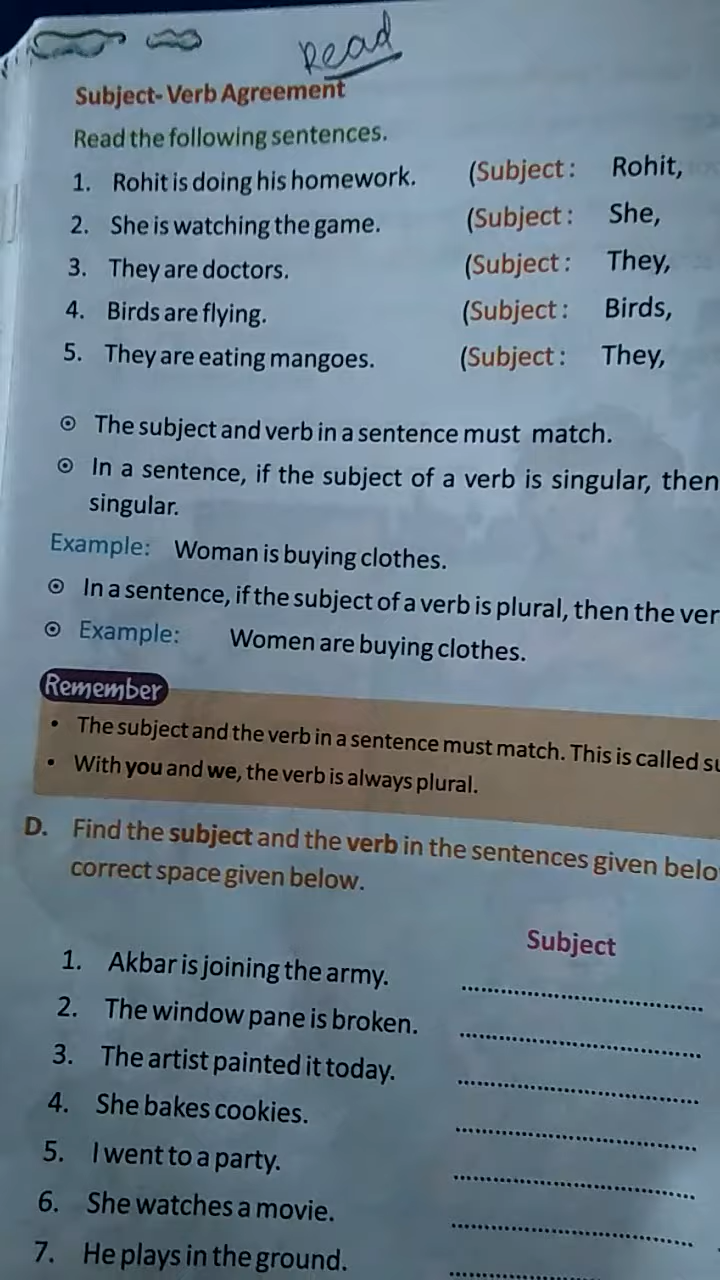 Read
Subject-Verb Agreement
Read the following sentences.
1. Rohit is doing his homework. (Subject: Rohit,
2. She is watching the game. (Subject: She,
3. They are doctors. (Subject: They,
4. Birds are flying. (Subject: Birds,
5. They are eating mangoes. (Subject: They,
The subject and verb in a sentence must match.
In a sentence, if the subject of a verb is singular, then
singular.
Example: Woman is buying clothes.
In a sentence, if the subject of a verb is plural, then the
Example: Women are buying clothes.
Remember
• The subject and the verb in a sentence must match. This is called
• With you and we, the verb is always plural.
D. Find the subject and the verb in the sentences given
correct space given below.
Subject
1. Akbar is joining the army. ..............................
2. The window pane is broken. ..............................
3. The artist painted it today. ..............................
4. She bakes cookies. ..............................
5. I went to a party. ..............................
6. She watches a movie. ..............................
7. He plays in the ground. ..............................